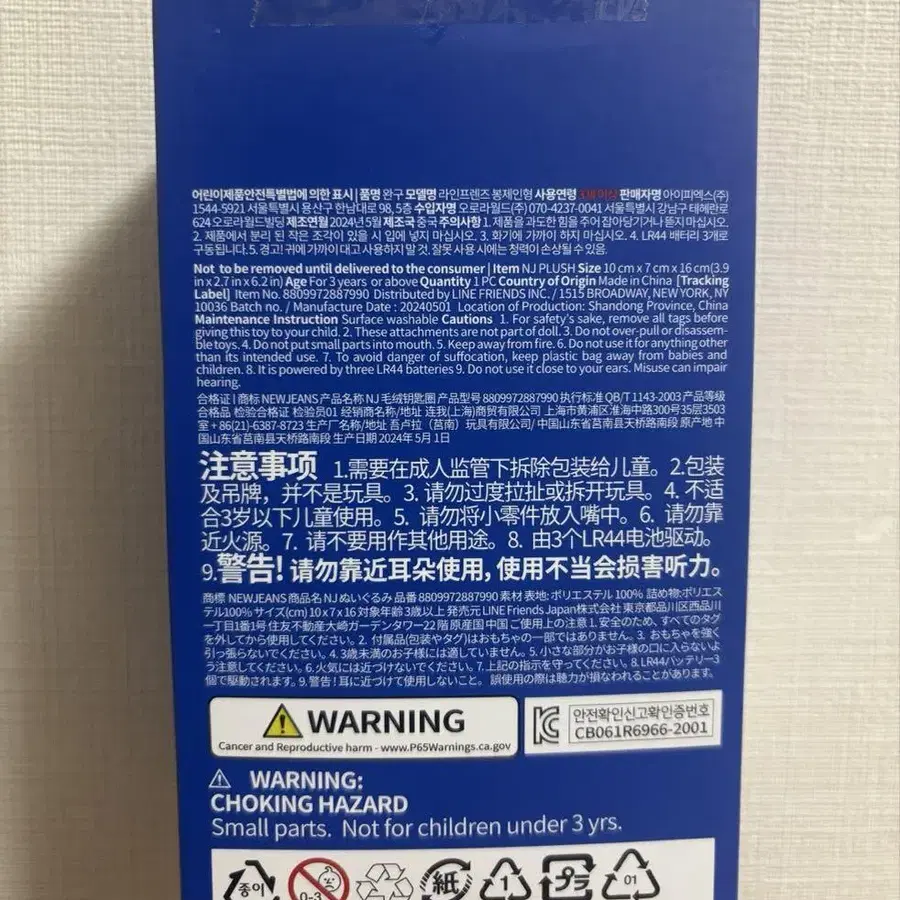 어린이제품안전특별법에 의한 표시 | 품명 완구 모델명 라인프렌즈 봉제인형 사용연령 3세 이상 판매자명 아이피엑스(주)
1544-5921 서울특별시 용산구 한남대로 98, 5층 수입자명 오로라월드(주) 070-4237-0041 서울특별시 강남구 테헤란로
624 오로라월드빌딩 제조연월 2024년 5월 제조국 중국 주의사항 1. 제품을 과도한 힘을 주어 잡아당기거나 뜯지 마십시오.
2. 제품에서 분리 된 작은 조각이 있을 시 입에 넣지 마십시오. 3. 화기에 가까이 하지 마십시오. 4. LR44 배터리 3개로
구동됩니다. 5. 경고! 귀에 가까이 대고 사용하지 말 것. 잘못 사용 시에는 청력이 손상될 수 있음.
Not to be removed until delivered to the consumer | Item NJ PLUSH Size 10 cm x 7 cm x 16 cm(3.9
in x 2.7 in x 6.2 in) Age For 3 years or above Quantity 1 PC Country of Origin Made in China [Tracking
Label] Item No. 8809972887990 Distributed by LINE FRIENDS INC. / 1515 BROADWAY, NEW YORK, NY
10036 Batch no. / Manufacture Date : 20240501 Location of Production: Shandong Province, China
Maintenance Instruction Surface washable Cautions 1. For safety's sake, remove all tags before
giving this toy to your child. 2. These attachments are not part of doll. 3. Do not over-pull or disassem-
ble toys. 4. Do not put small parts into mouth. 5. Keep away from fire. 6. Do not use it for anything other
than its intended use. 7. To avoid danger of suffocation, keep plastic bag away from babies and
children. 8. It is powered by three LR44 batteries 9. Do not use it close to your ears. Misuse can impair
hearing.
合格证 | 商标 NEWJEANS 产品名称 NJ 毛绒钥匙圈 产品型号 8809972887990 执行标准 QB/T 1143-2003 产品等级
合格品 检验合格证 检验员01 经销商名称/地址 连我(上海)商贸有限公司 上海市黄浦区淮海中路300号35层3503
室 + 86(21)-6387-8723 生产厂名称/地址 吾卢拉（莒南）玩具有限公司/ 中国山东省莒南县天桥路南段 原产地 中
国山东省莒南县天桥路南段 生产日期 2024年 5月 1日
注意事项 1.需要在成人监管下拆除包装给儿童。2.包装
及吊牌，并不是玩具。3. 请勿过度拉扯或拆开玩具。4. 不适
合3岁以下儿童使用。5. 请勿将小零件放入嘴中。6. 请勿靠
近火源。7. 请不要用作其他用途。8. 由3个LR44电池驱动。
9.警告! 请勿靠近耳朵使用, 使用不当会损害听力。
商標 NEWJEANS 商品名 NJ ぬいぐるみ 品番 8809972887990 素材 表地: ポリエステル 100% 詰め物:ポリエス
テル100% サイズ(cm) 10 x 7 x 16 対象年齢 3歳以上 発売元 LINE Friends Japan株式会社 東京都品川区西品川
一丁目1番1号 住友不動産大崎ガーデンタワー22 階 原産国 中国 ご使用上の注意 1. 安全のため、すべてのタグ
を外してから使用してください。2. 付属品(包装やタグ)はおもちゃの一部ではありません。3. おもちゃを強く
引っ張らないでください。4. 3歳未満のお子様には適していません。5. 小さな部分がお子様の口に入らないよ
う注意してください。6. 火気には近づけないでください。7. 上記の指示を守ってください。8. LR44バッテリー3
個で駆動されます。9. 警告! 耳に近づけて使用しないこと。誤使用の際は聴力が損なわれることがあります。
WARNING
Cancer and Reproductive harm - www.P65Warnings.ca.gov
안전확인신고확인증번호
CB061R6966-2001
WARNING:
CHOKING HAZARD
Small parts. Not for children under 3 yrs.
종이 0-3 紙 1 プラ 01